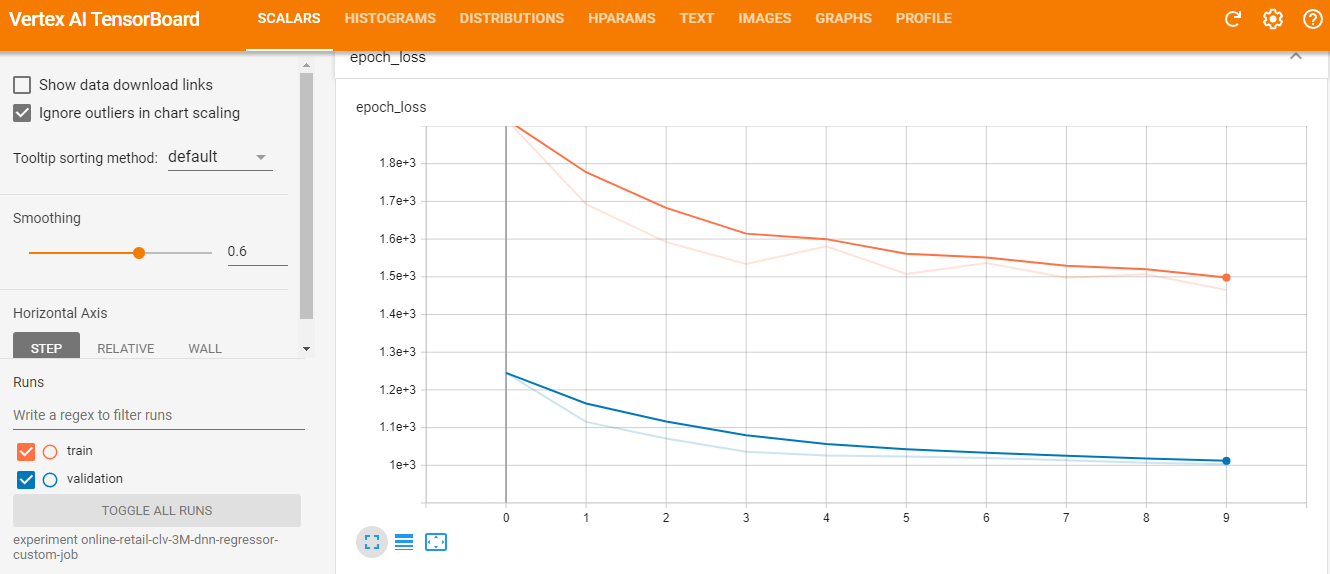 Vertex AI TensorBoard
SCALARS HISTOGRAMS DISTRIBUTIONS HPARAMS TEXT IMAGES GRAPHS PROFILE
Show data download links
Ignore outliers in chart scaling
Tooltip sorting method: default
Smoothing
0.6
Horizontal Axis
STEP RELATIVE WALL
Runs
Write a regex to filter runs
train
validation
TOGGLE ALL RUNS
experiment online-retail-clv-3M-dnn-regressor-
custom-job
epoch_loss
epoch_loss
1.8e+3
1.7e+3
1.6e+3
1.5e+3
1.4e+3
1.3e+3
1.2e+3
1.1e+3
1e+3
0 1 2 3 4 5 6 7 8 9